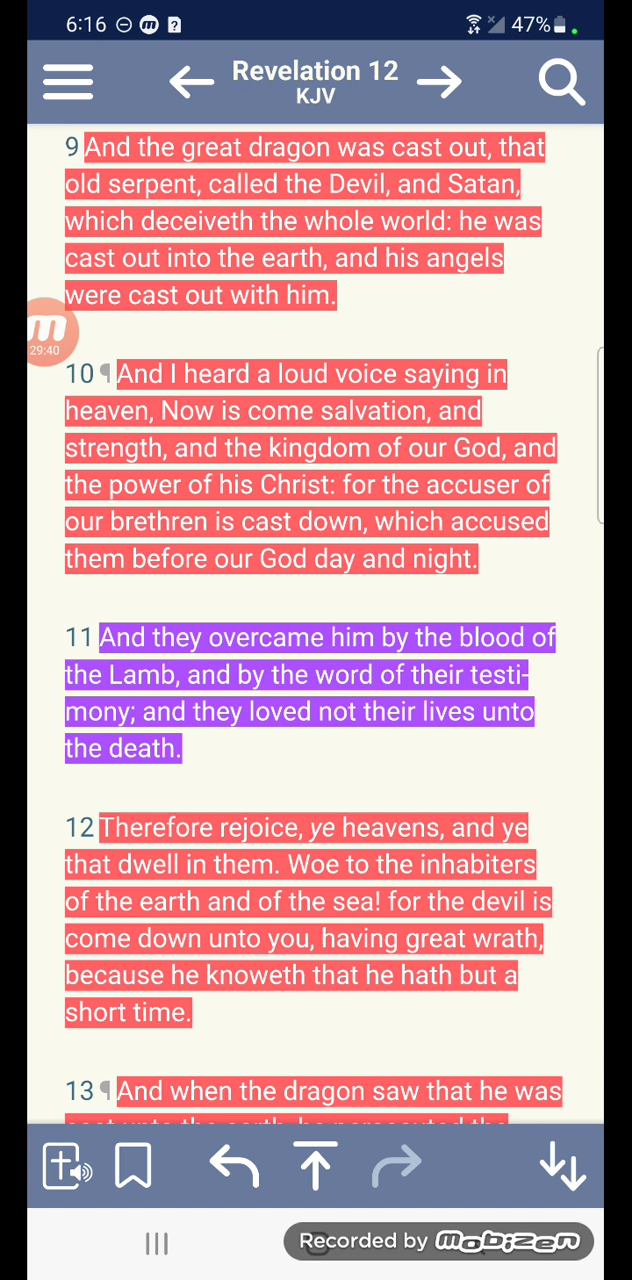 6:16 47%
Revelation 12
KJV
9 And the great dragon was cast out, that
old serpent, called the Devil, and Satan,
which deceiveth the whole world: he was
cast out into the earth, and his angels
were cast out with him.
29:40
10 ¶ And I heard a loud voice saying in
heaven, Now is come salvation, and
strength, and the kingdom of our God, and
the power of his Christ: for the accuser of
our brethren is cast down, which accused
them before our God day and night.
11 And they overcame him by the blood of
the Lamb, and by the word of their testi-
mony; and they loved not their lives unto
the death.
12 Therefore rejoice, ye heavens, and ye
that dwell in them. Woe to the inhabiters
of the earth and of the sea! for the devil is
come down unto you, having great wrath,
because he knoweth that he hath but a
short time.
13 ¶ And when the dragon saw that he was
Recorded by mobizen